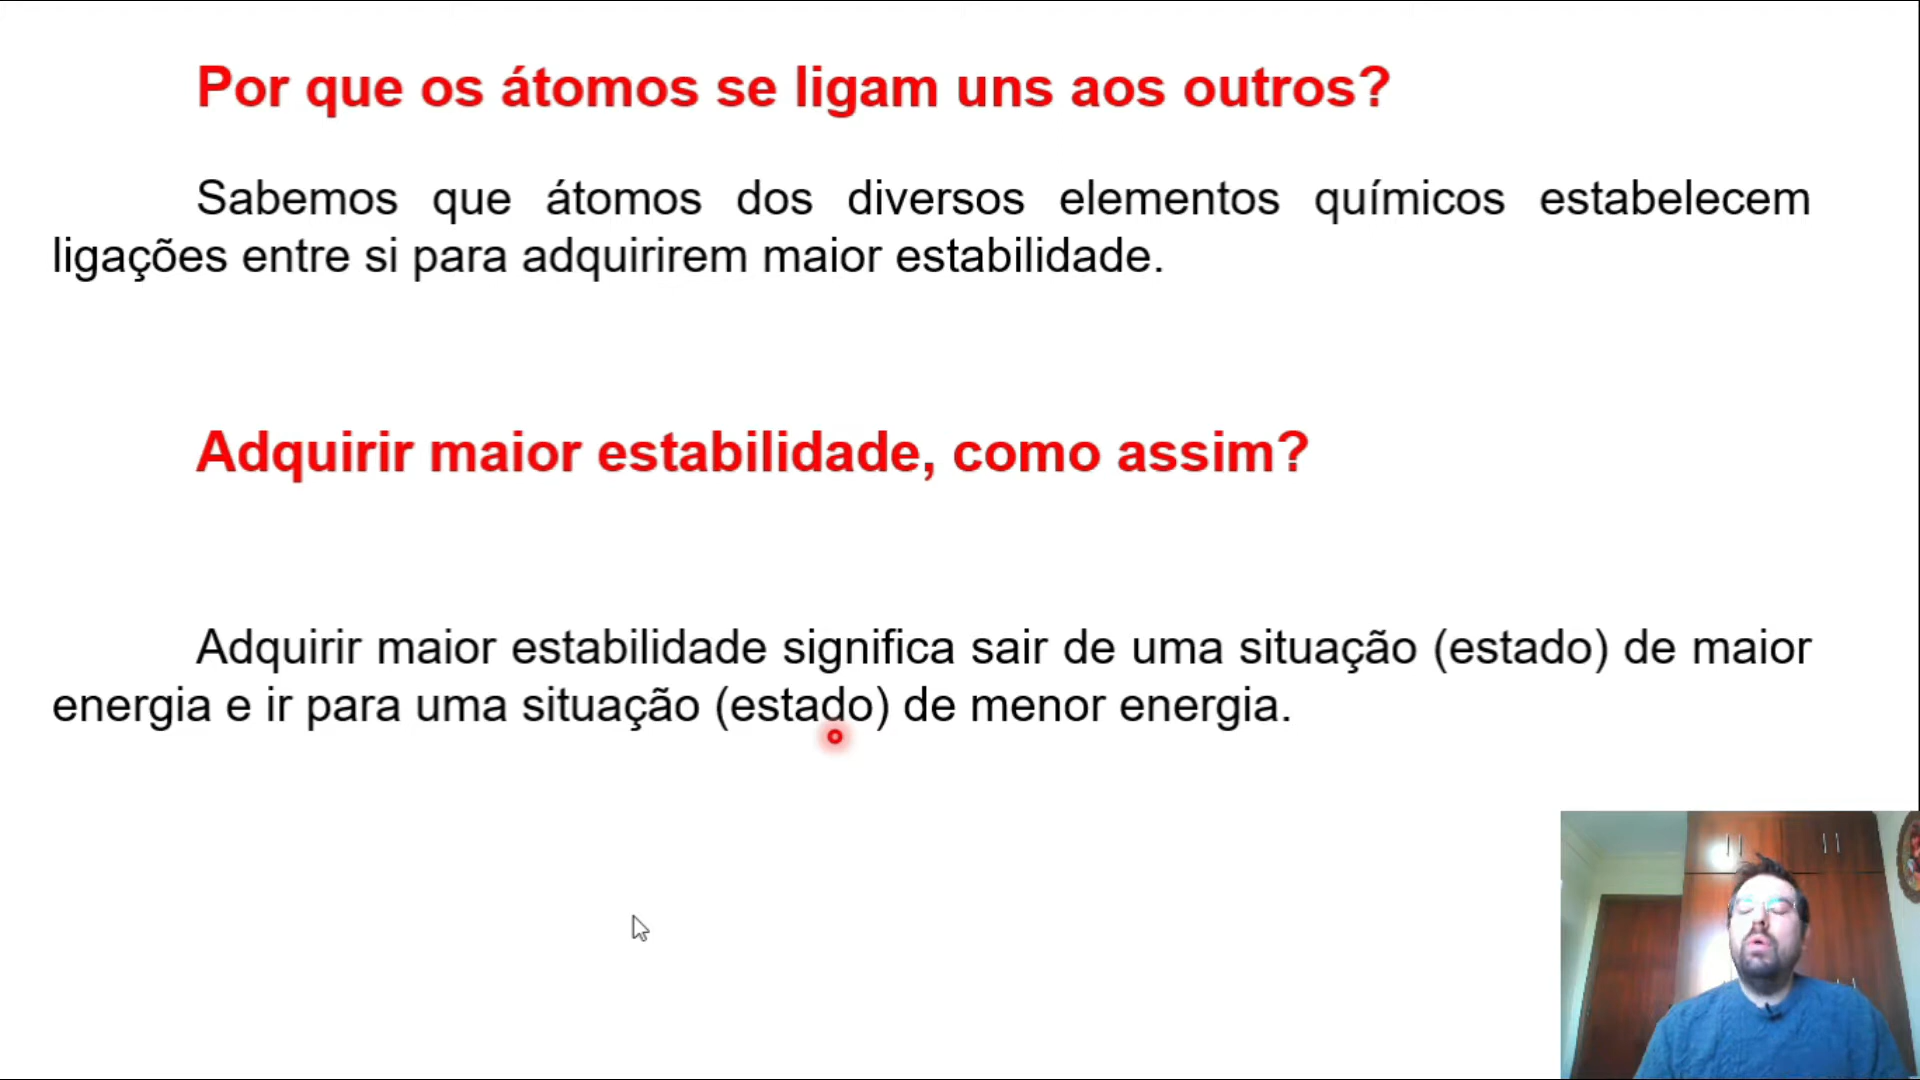 Por que os átomos se ligam uns aos outros?
Sabemos que átomos dos diversos elementos químicos estabelecem
ligações entre si para adquirirem maior estabilidade.
Adquirir maior estabilidade, como assim?
Adquirir maior estabilidade significa sair de uma situação (estado) de maior
energia e ir para uma situação (estado) de menor energia.